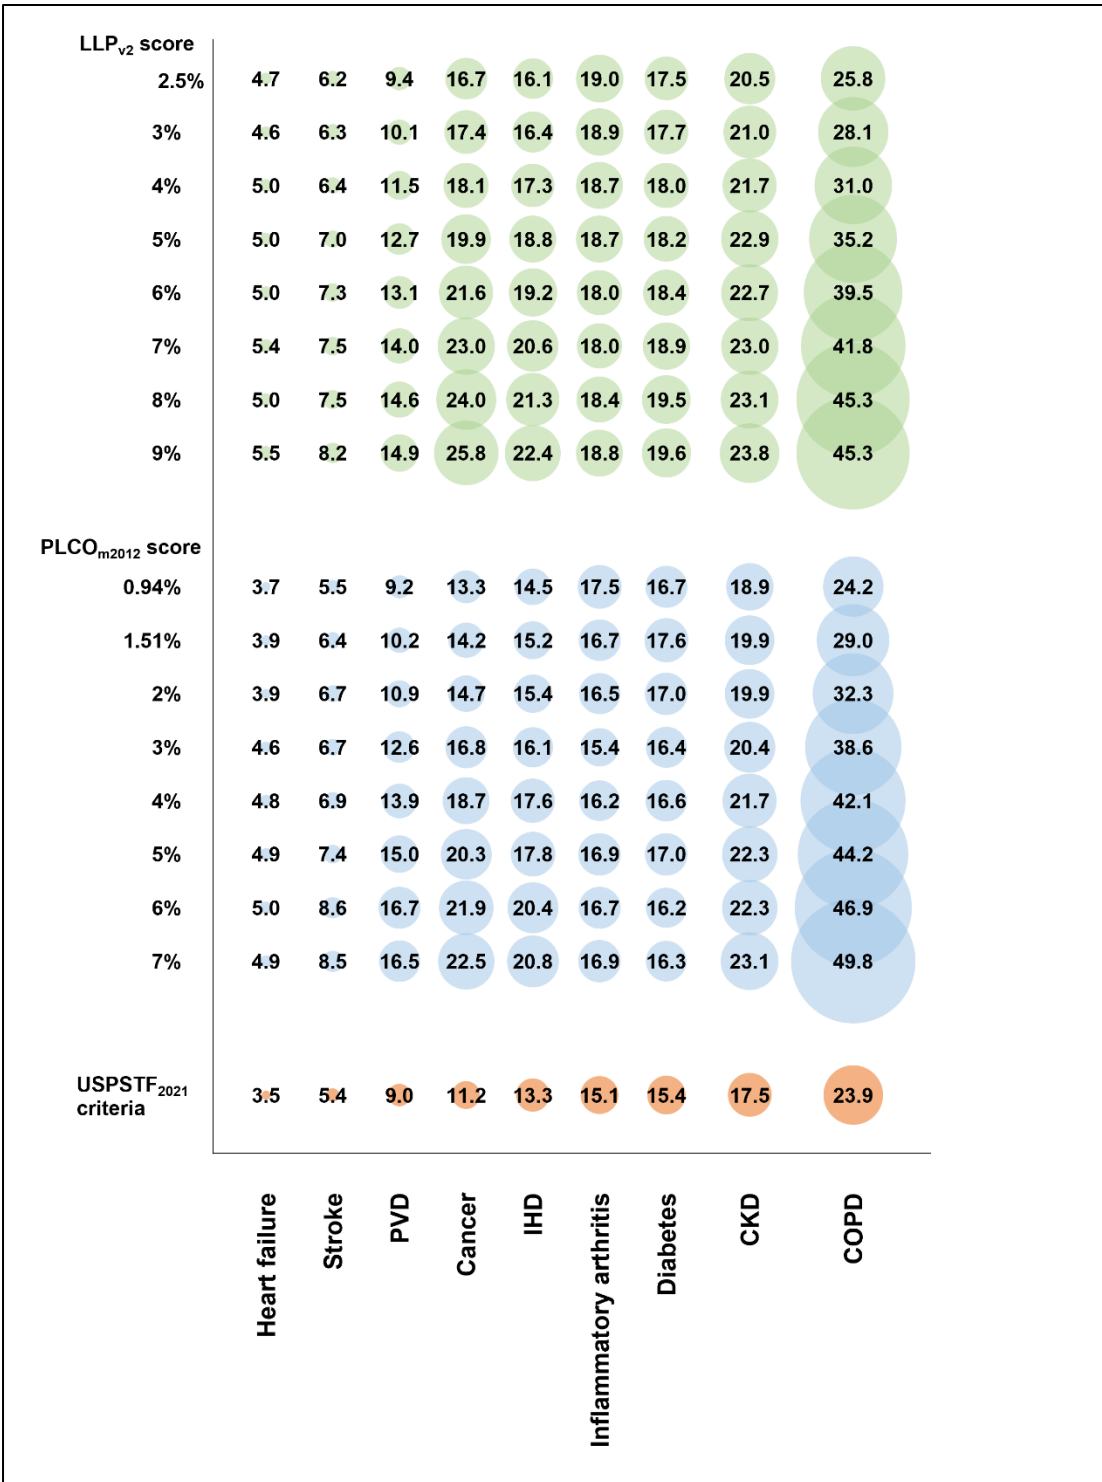 LLPv2 score
2.5% 4.7 6.2 9.4 16.7 16.1 19.0 17.5 20.5 25.8
3% 4.6 6.3 10.1 17.4 16.4 18.9 17.7 21.0 28.1
4% 5.0 6.4 11.5 18.1 17.3 18.7 18.0 21.7 31.0
5% 5.0 7.0 12.7 19.9 18.8 18.7 18.2 22.9 35.2
6% 5.0 7.3 13.1 21.6 19.2 18.0 18.4 22.7 39.5
7% 5.4 7.5 14.0 23.0 20.6 18.0 18.9 23.0 41.8
8% 5.0 7.5 14.6 24.0 21.3 18.4 19.5 23.1 45.3
9% 5.5 8.2 14.9 25.8 22.4 18.8 19.6 23.8 45.3
PLCOm2012 score
0.94% 3.7 5.5 9.2 13.3 14.5 17.5 16.7 18.9 24.2
1.51% 3.9 6.4 10.2 14.2 15.2 16.7 17.6 19.9 29.0
2% 3.9 6.7 10.9 14.7 15.4 16.5 17.0 19.9 32.3
3% 4.6 6.7 12.6 16.8 16.1 15.4 16.4 20.4 38.6
4% 4.8 6.9 13.9 18.7 17.6 16.2 16.6 21.7 42.1
5% 4.9 7.4 15.0 20.3 17.8 16.9 17.0 22.3 44.2
6% 5.0 8.6 16.7 21.9 20.4 16.7 16.2 22.3 46.9
7% 4.9 8.5 16.5 22.5 20.8 16.9 16.3 23.1 49.8
USPSTF2021
criteria
3.5 5.4 9.0 11.2 13.3 15.1 15.4 17.5 23.9
Heart failure
Stroke
PVD
Cancer
IHD
Inflammatory arthritis
Diabetes
CKD
COPD